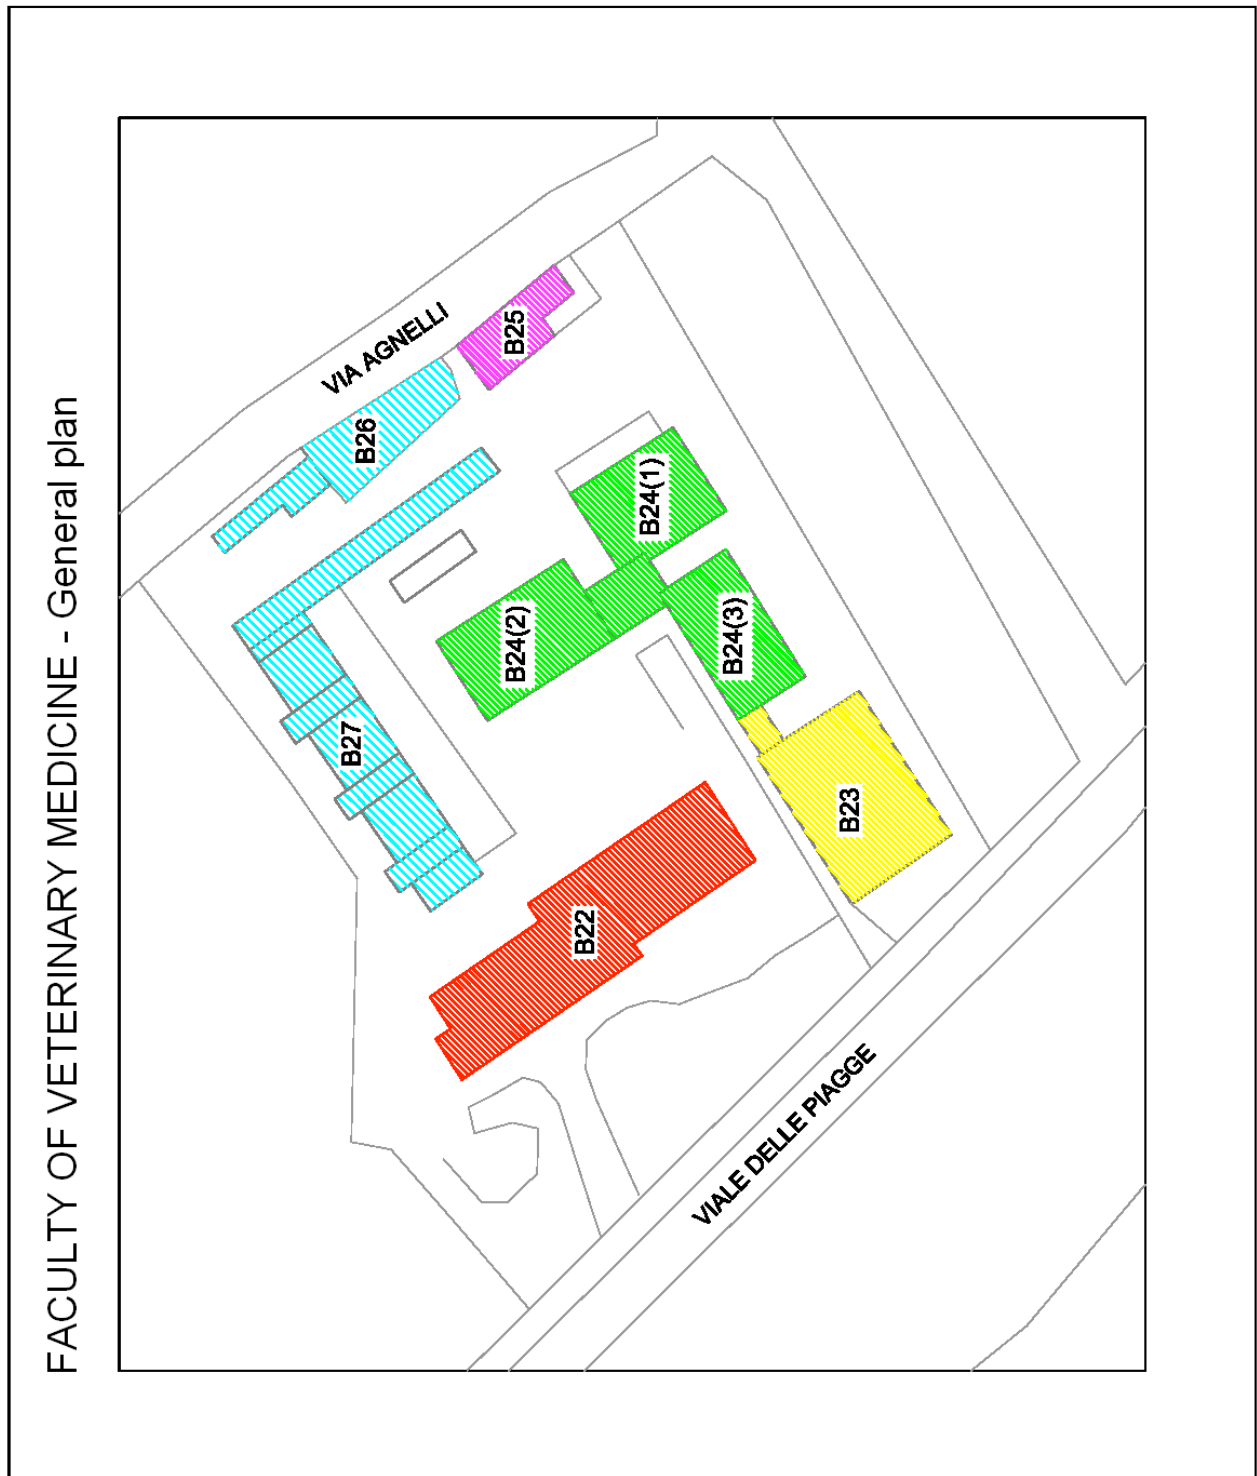 FACULTY OF VETERINARY MEDICINE - General plan
VIA AGNELLI
B25
B26
B24(1)
B24(2)
B24(3)
B27
B23
B22
VIALE DELLE PIAGGE